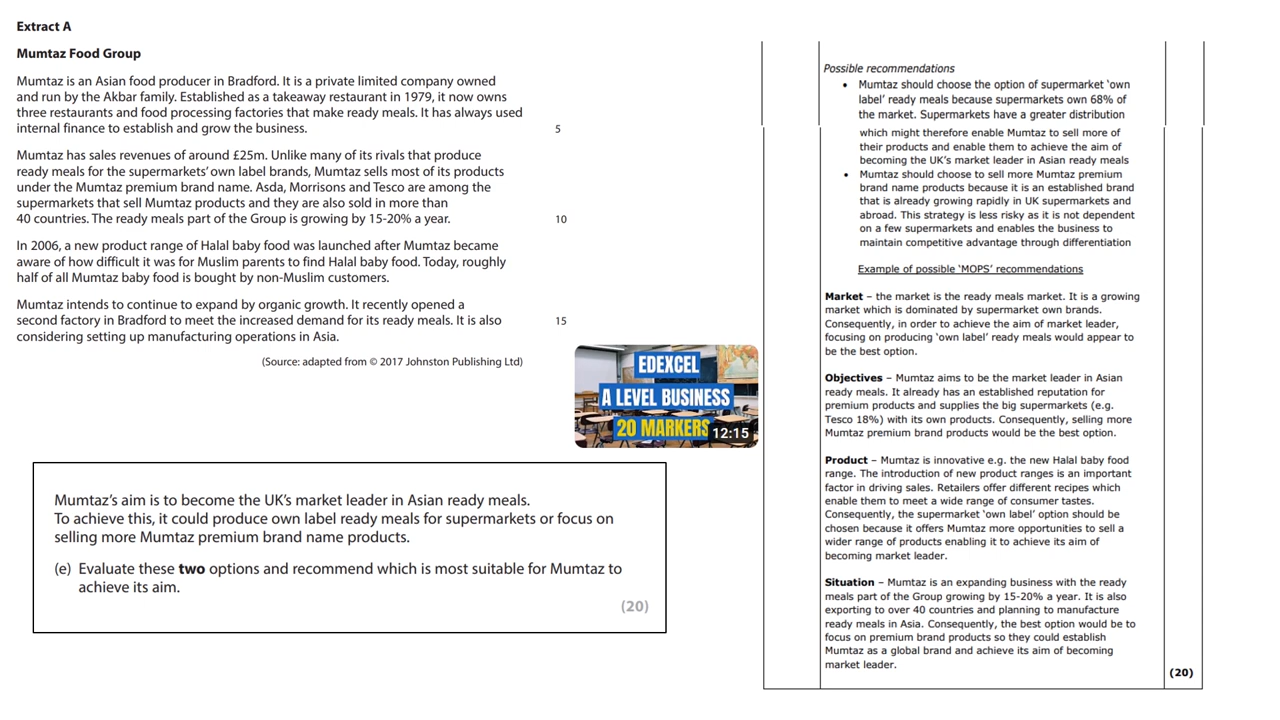 Extract A
Mumtaz Food Group
Mumtaz is an Asian food producer in Bradford. It is a private limited company owned
and run by the Akbar family. Established as a takeaway restaurant in 1979, it now owns
three restaurants and food processing factories that make ready meals. It has always used
internal finance to establish and grow the business.
5
Mumtaz has sales revenues of around £25m. Unlike many of its rivals that produce
ready meals for the supermarkets' own label brands, Mumtaz sells most of its products
under the Mumtaz premium brand name. Asda, Morrisons and Tesco are among the
supermarkets that sell Mumtaz products and they are also sold in more than
40 countries. The ready meals part of the Group is growing by 15-20% a year.
10
In 2006, a new product range of Halal baby food was launched after Mumtaz became
aware of how difficult it was for Muslim parents to find Halal baby food. Today, roughly
half of all Mumtaz baby food is bought by non-Muslim customers.
Mumtaz intends to continue to expand by organic growth. It recently opened a
second factory in Bradford to meet the increased demand for its ready meals. It is also
15
considering setting up manufacturing operations in Asia.
(Source: adapted from © 2017 Johnston Publishing Ltd)
EDEXCEL
A LEVEL BUSINESS
20 MARKERS
12:15
Mumtaz's aim is to become the UK's market leader in Asian ready meals.
To achieve this, it could produce own label ready meals for supermarkets or focus on
selling more Mumtaz premium brand name products.
(e) Evaluate these two options and recommend which is most suitable for Mumtaz to
achieve its aim.
(20)
Possible recommendations
• Mumtaz should choose the option of supermarket 'own
label' ready meals because supermarkets own 68% of
the market. Supermarkets have a greater distribution
which might therefore enable Mumtaz to sell more of
their products and enable them to achieve the aim of
becoming the UK's market leader in Asian ready meals
• Mumtaz should choose to sell more Mumtaz premium
brand name products because it is an established brand
that is already growing rapidly in UK supermarkets and
abroad. This strategy is less risky as it is not dependent
on a few supermarkets and enables the business to
maintain competitive advantage through differentiation
Example of possible 'MOPS' recommendations
Market – the market is the ready meals market. It is a growing
market which is dominated by supermarket own brands.
Consequently, in order to achieve the aim of market leader,
focusing on producing 'own label' ready meals would appear to
be the best option.
Objectives – Mumtaz aims to be the market leader in Asian
ready meals. It already has an established reputation for
premium products and supplies the big supermarkets (e.g.
Tesco 18%) with its own products. Consequently, selling more
Mumtaz premium brand products would be the best option.
Product – Mumtaz is innovative e.g. the new Halal baby food
range. The introduction of new product ranges is an important
factor in driving sales. Retailers offer different recipes which
enable them to meet a wide range of consumer tastes.
Consequently, the supermarket 'own label' option should be
chosen because it offers Mumtaz more opportunities to sell a
wider range of products enabling it to achieve its aim of
becoming market leader.
Situation – Mumtaz is an expanding business with the ready
meals part of the Group growing by 15-20% a year. It is also
exporting to over 40 countries and planning to manufacture
ready meals in Asia. Consequently, the best option would be to
focus on premium brand products so they could establish
Mumtaz as a global brand and achieve its aim of becoming
market leader.
(20)